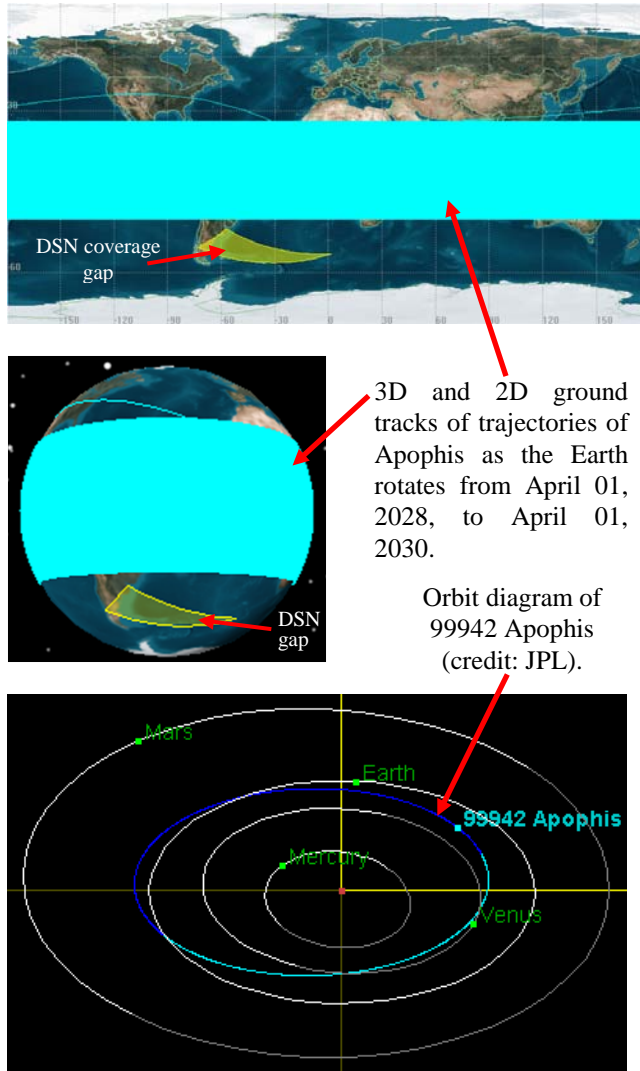 30
DSN coverage
gap
-60
-150
-120
-90
-60
-30
0
30
60
90
120
150
3D and 2D ground
tracks of trajectories of
Apophis as the Earth
rotates from April 01,
2028, to April 01,
2030.
DSN
gap
Orbit diagram of
99942 Apophis
(credit: JPL).
Mars
Earth
99942 Apophis
Mercury
Venus